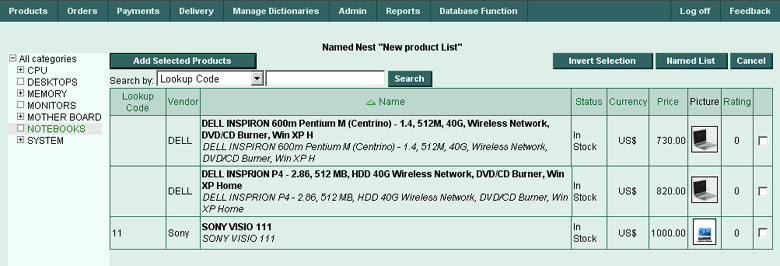 Products Orders Payments Delivery Manage Dictionaries Admin Reports Database Function Log off Feedback
Named Nest "New product List"
All categories
CPU
DESKTOPS
MEMORY
MONITORS
MOTHER BOARD
NOTEBOOKS
SYSTEM
Add Selected Products Invert Selection Named List Cancel
Search by: Lookup Code Search
Lookup Code Vendor Name Status Currency Price Picture Rating
DELL DELL INSPIRON 600m Pentium M (Centrino) - 1.4, 512M, 40G, Wireless Network, In Stock US$ 730.00 0
DVD/CD Burner, Win XP H
DELL INSPIRON 600m Pentium M (Centrino) - 1.4, 512M, 40G, Wireless Network,
DVD/CD Burner, Win XP H
DELL DELL INSPRION P4 - 2.86, 512 MB, HDD 40G Wireless Network, DVD/CD Burner, Win In Stock US$ 820.00 0
XP Home
DELL INSPRION P4 - 2.86, 512 MB, HDD 40G Wireless Network, DVD/CD Burner, Win
XP Home
11 Sony SONY VISIO 111 In Stock US$ 1000.00 0
SONY VISIO 111